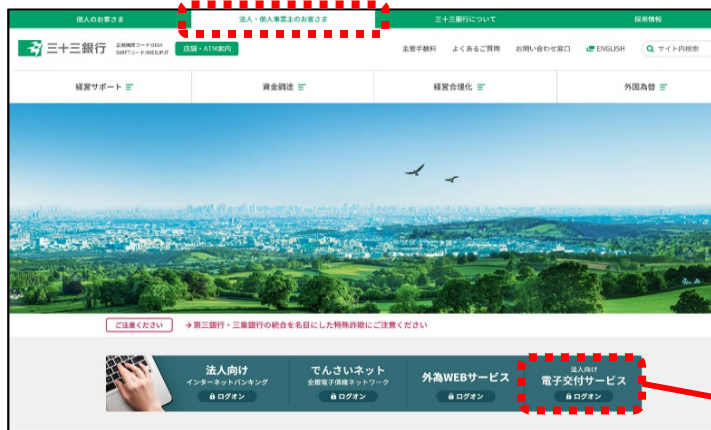 個人のお客さま
法人・個人事業主のお客さま
三十三銀行について
採用情報
三十三銀行
金融機関コード:0154
店舗・ATM案内
主要手数料
よくあるご質問
お問い合わせ窓口
ENGLISH
サイト内検索
経営サポート
資金調達
経営合理化
外国為替
ご注意ください
→第三銀行・三重銀行の統合を名目にした特殊詐欺にご注意ください
法人向け
インターネットバンキング
ログオン
でんさいネット
全銀電子債権ネットワーク
ログオン
外為WEBサービス
ログオン
法人向け
電子交付サービス
ログオン